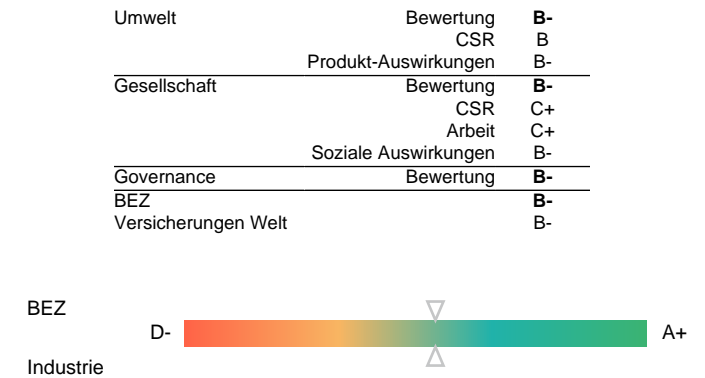 Umwelt Bewertung B-
CSR B
Produkt-Auswirkungen B-
Gesellschaft Bewertung B-
CSR C+
Arbeit C+
Soziale Auswirkungen B-
Governance Bewertung B-
BEZ B-
Versicherungen Welt B-
BEZ
D- A+
Industrie